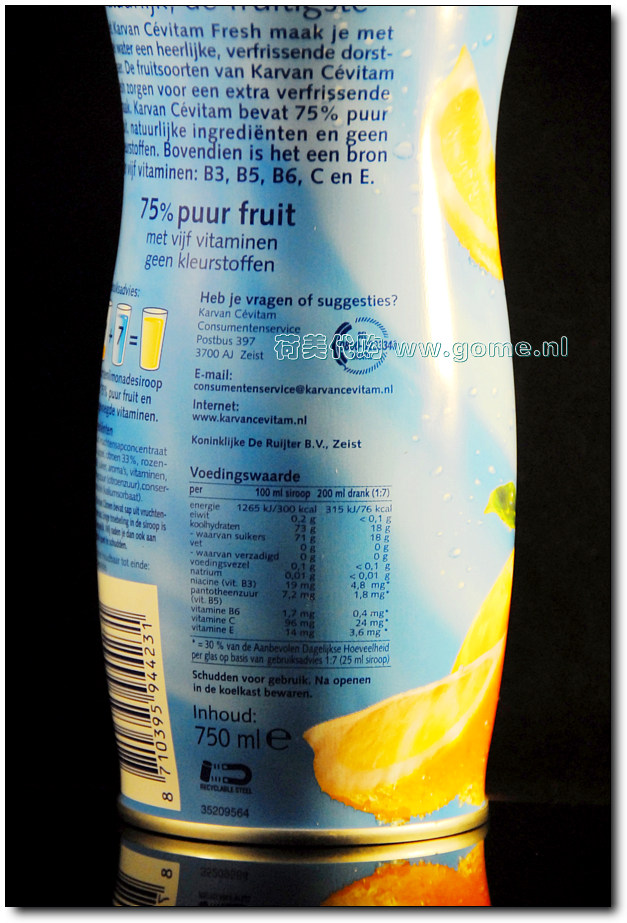 de fruitigste
Karvan Cévitam Fresh maak je met
water een heerlijke, verfrissende dorst-
De fruitsoorten van Karvan Cévitam
zorgen voor een extra verfrissende
Karvan Cévitam bevat 75% puur
natuurlijke ingrediënten en geen
Bovendien is het een bron
vijf vitaminen: B3, B5, B6, C en E.
75% puur fruit
met vijf vitaminen
geen kleurstoffen
7 =
puur fruit en
vitaminen.
citroen 33%, rozen-
vitaminen,
Heb je vragen of suggesties?
Karvan Cévitam
Consumentenservice
Postbus 397
3700 AJ Zeist
荷美代购 www.gome.nl
E-mail:
consumentenservice@karvancevitam.nl
Internet:
www.karvancevitam.nl
Koninklijke De Ruijter B.V., Zeist
Voedingswaarde
per 100 ml siroop 200 ml drank (1:7)
energie 1265 kJ/300 kcal 315 kJ/76 kcal
eiwit 0,2 g < 0,1 g
koolhydraten 73 g 18 g
- waarvan suikers 71 g 18 g
vet 0 g 0 g
- waarvan verzadigd 0 g 0 g
voedingsvezel 0,1 g < 0,1 g
natrium 0,01 g < 0,01 g
niacine (vit. B3) 19 mg 4,8 mg*
pantotheenzuur 7,2 mg 1,8 mg*
(vit. B5)
vitamine B6 1,7 mg 0,4 mg*
vitamine C 96 mg 24 mg*
vitamine E 14 mg 3,6 mg*
* = 30 % van de Aanbevolen Dagelijkse Hoeveelheid
per glas op basis van gebruiksadvies 1:7 (25 ml siroop)
Schudden voor gebruik. Na openen
in de koelkast bewaren.
Inhoud:
750 ml e
RECYCLABLE STEEL
35209564
8 710395 944231